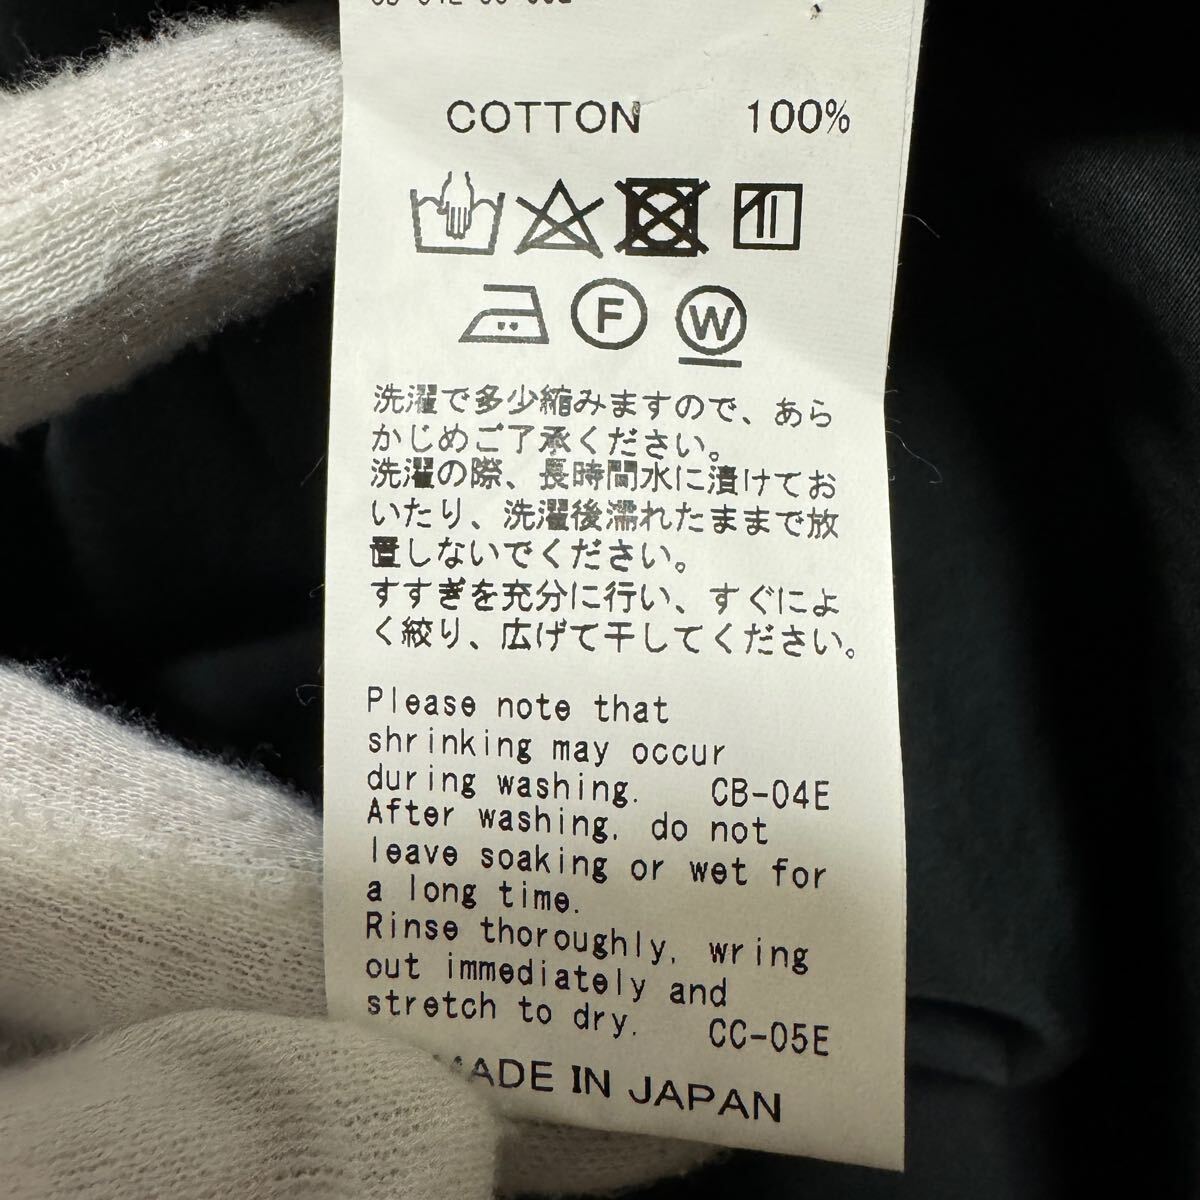 COTTON 100%
F W
洗濯で多少縮みますので、あら
かじめご了承ください。
洗濯の際、長時間水に漬けてお
いたり、洗濯後濡れたままで放
置しないでください。
すすぎを充分に行い、すぐによ
く絞り、広げて干してください。
Please note that
shrinking may occur
during washing. CB-04E
After washing, do not
leave soaking or wet for
a long time.
Rinse thoroughly, wring
out immediately and
stretch to dry. CC-05E
MADE IN JAPAN